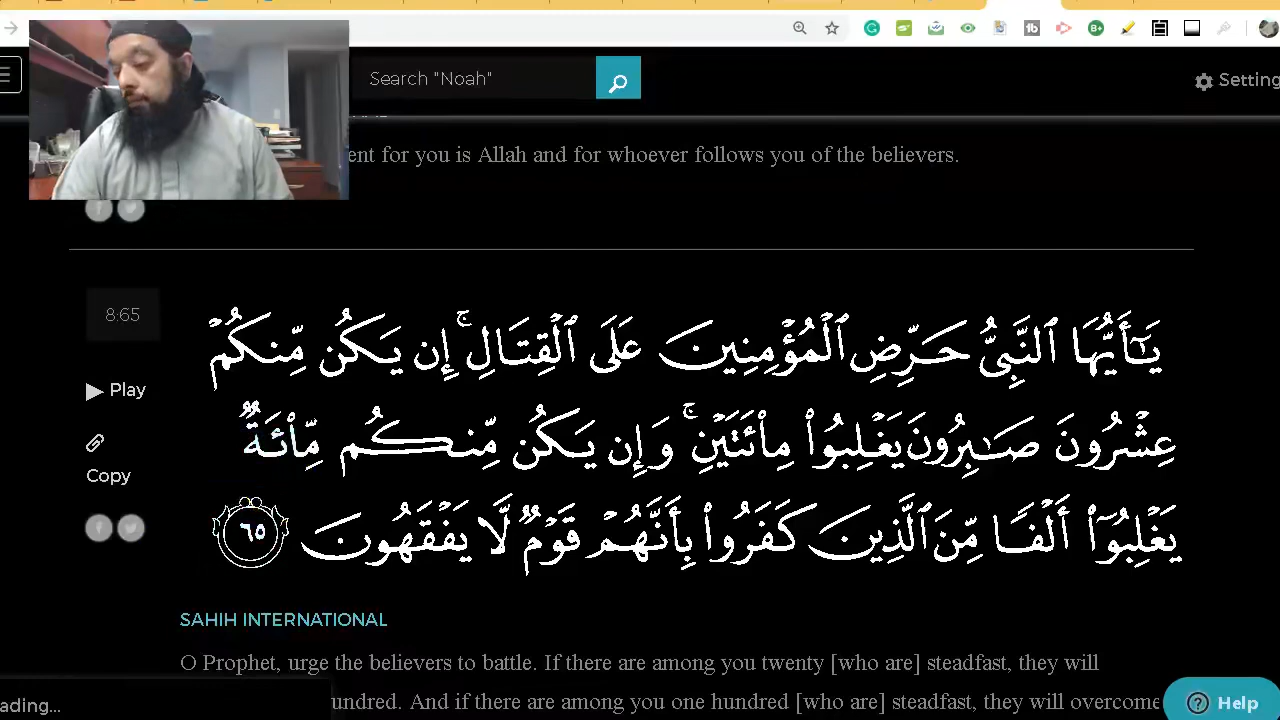 Search "Noah"
Setting
ent for you is Allah and for whoever follows you of the believers.
8:65
Play
Copy
يَـٰٓأَيُّهَا ٱلنَّبِىُّ حَرِّضِ ٱلْمُؤْمِنِينَ عَلَى ٱلْقِتَالِ ۚ إِن يَكُن مِّنكُمْ
عِشْرُونَ صَـٰبِرُونَ يَغْلِبُوا۟ مِا۟ئَتَيْنِ ۚ وَإِن يَكُن مِّنكُم مِّا۟ئَةٌ
يَغْلِبُوٓا۟ أَلْفًا مِّنَ ٱلَّذِينَ كَفَرُوا۟ بِأَنَّهُمْ قَوْمٌ لَّا يَفْقَهُونَ ٦٥
SAHIH INTERNATIONAL
O Prophet, urge the believers to battle. If there are among you twenty [who are] steadfast, they will
undred. And if there are among you one hundred [who are] steadfast, they will overcome
ading...
Help